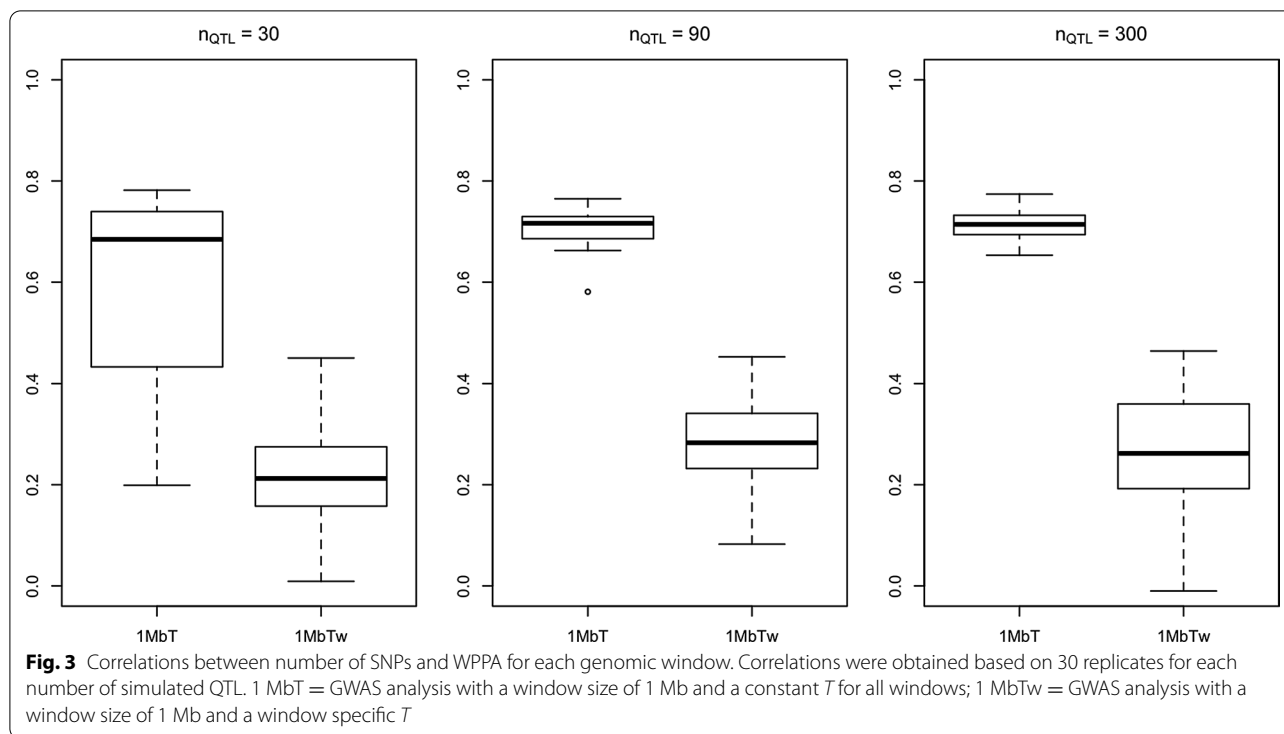 nQTL = 30
nQTL = 90
nQTL = 300
1.0
0.8
0.6
0.4
0.2
0.0
1MbT
1MbTw
1.0
0.8
0.6
0.4
0.2
0.0
1MbT
1MbTw
1.0
0.8
0.6
0.4
0.2
0.0
1MbT
1MbTw
Fig. 3 Correlations between number of SNPs and WPPA for each genomic window. Correlations were obtained based on 30 replicates for each
number of simulated QTL. 1 MbT = GWAS analysis with a window size of 1 Mb and a constant T for all windows; 1 MbTw = GWAS analysis with a
window size of 1 Mb and a window specific T